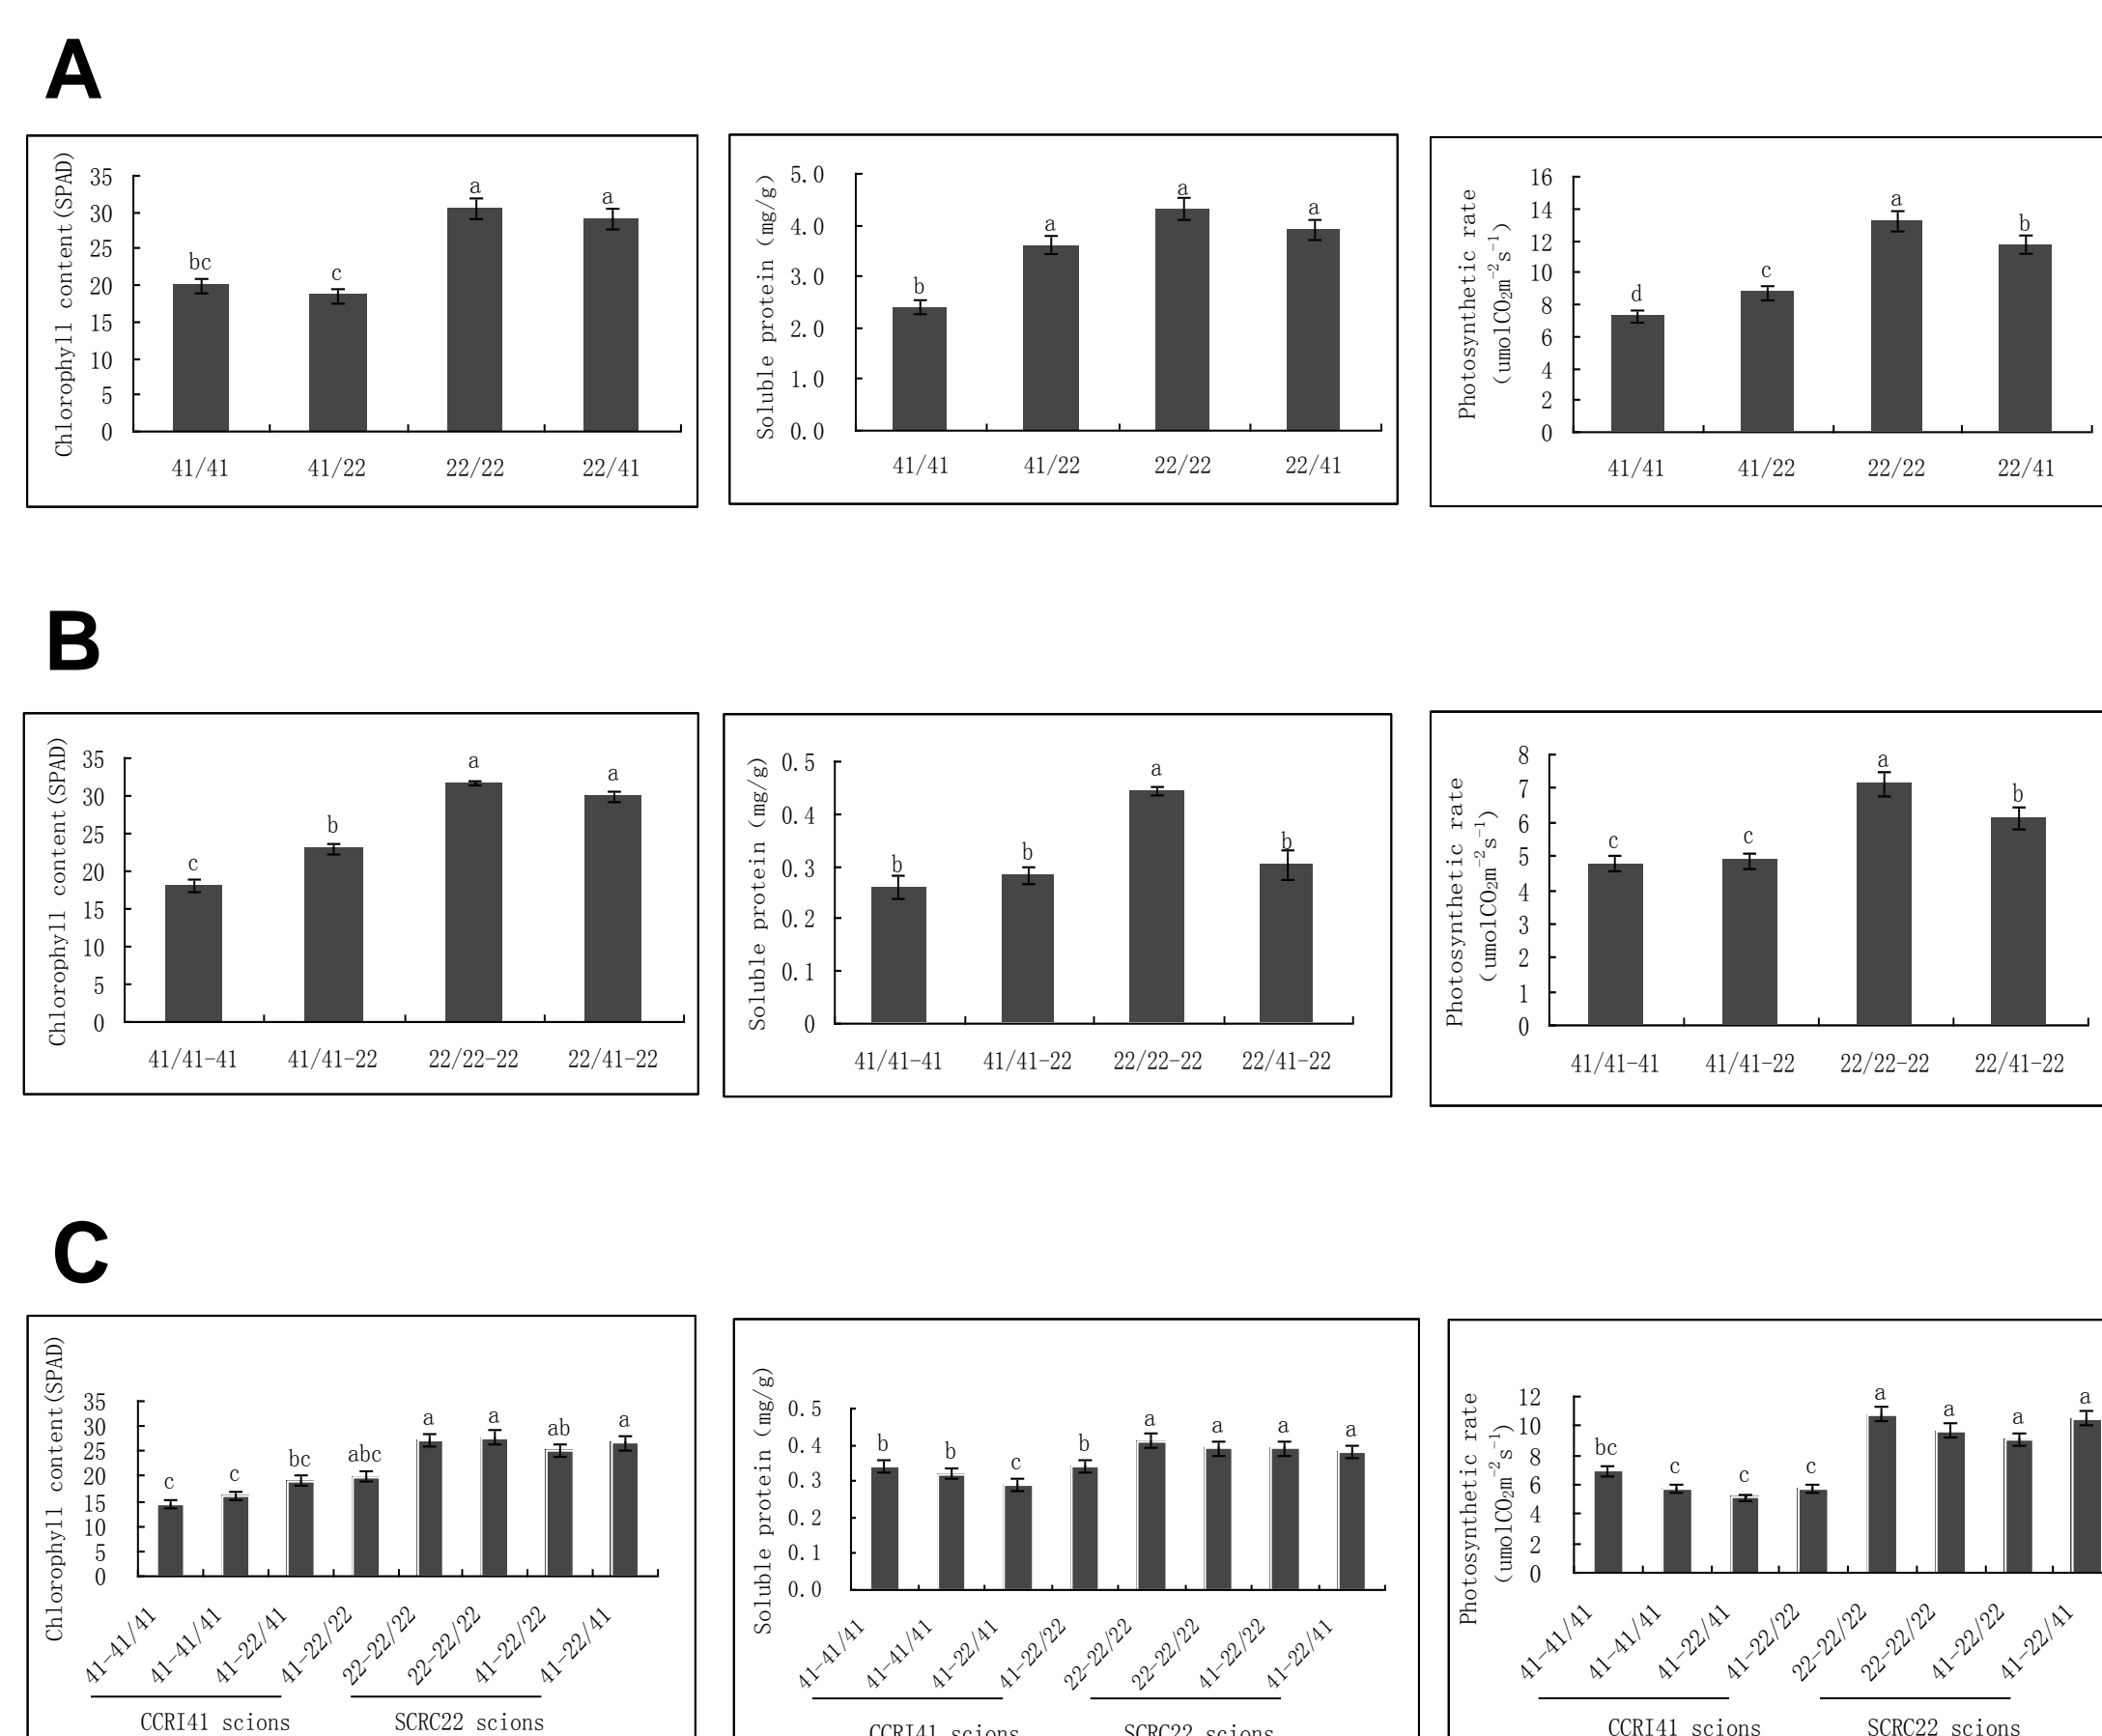 A
Chlorophyll content(SPAD)
35
30
25
20
15
10
5
0
bc
c
a
a
41/41 41/22 22/22 22/41
Soluble protein (mg/g)
5.0
4.0
3.0
2.0
1.0
0.0
b
a
a
a
41/41 41/22 22/22 22/41
Photosynthetic rate
(umolCO2m-2s-1)
16
14
12
10
8
6
4
2
0
d
c
a
b
41/41 41/22 22/22 22/41
B
Chlorophyll content(SPAD)
35
30
25
20
15
10
5
0
c
b
a
a
41/41-41 41/41-22 22/22-22 22/41-22
Soluble protein (mg/g)
0.5
0.4
0.3
0.2
0.1
0
b
b
a
b
41/41-41 41/41-22 22/22-22 22/41-22
Photosynthetic rate
(umolCO2m-2s-1)
8
7
6
5
4
3
2
1
0
c
c
a
b
41/41-41 41/41-22 22/22-22 22/41-22
C
Chlorophyll content(SPAD)
35
30
25
20
15
10
5
0
c
c
bc
abc
a
a
ab
a
41-41/41
41-41/41
41-22/41
41-22/22
22-22/22
22-22/22
41-22/22
41-22/41
CCRI41 scions SCRC22 scions
Soluble protein (mg/g)
0.5
0.4
0.3
0.2
0.1
0.0
b
b
c
b
a
a
a
a
41-41/41
41-41/41
41-22/41
41-22/22
22-22/22
22-22/22
41-22/22
41-22/41
CCRI41 scions SCRC22 scions
Photosynthetic rate
(umolCO2m-2s-1)
12
10
8
6
4
2
0
bc
c
c
c
a
a
a
a
41-41/41
41-41/41
41-22/41
41-22/22
22-22/22
22-22/22
41-22/22
41-22/41
CCRI41 scions SCRC22 scions